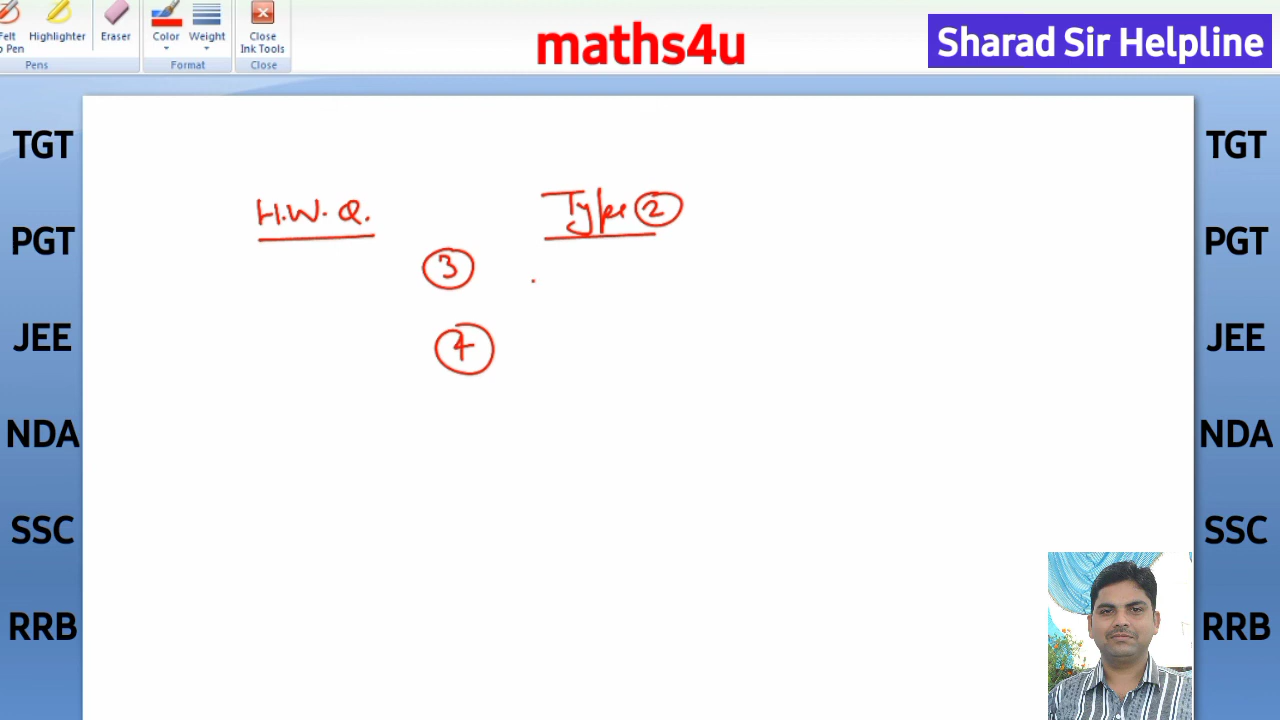 Felt
Pen
Highlighter
Eraser
Color
Weight
Close
Ink Tools
Pens
Format
Close
maths4u
Sharad Sir Helpline
TGT
PGT
JEE
NDA
SSC
RRB
H.W.Q.
Type 2
3
4
TGT
PGT
JEE
NDA
SSC
RRB